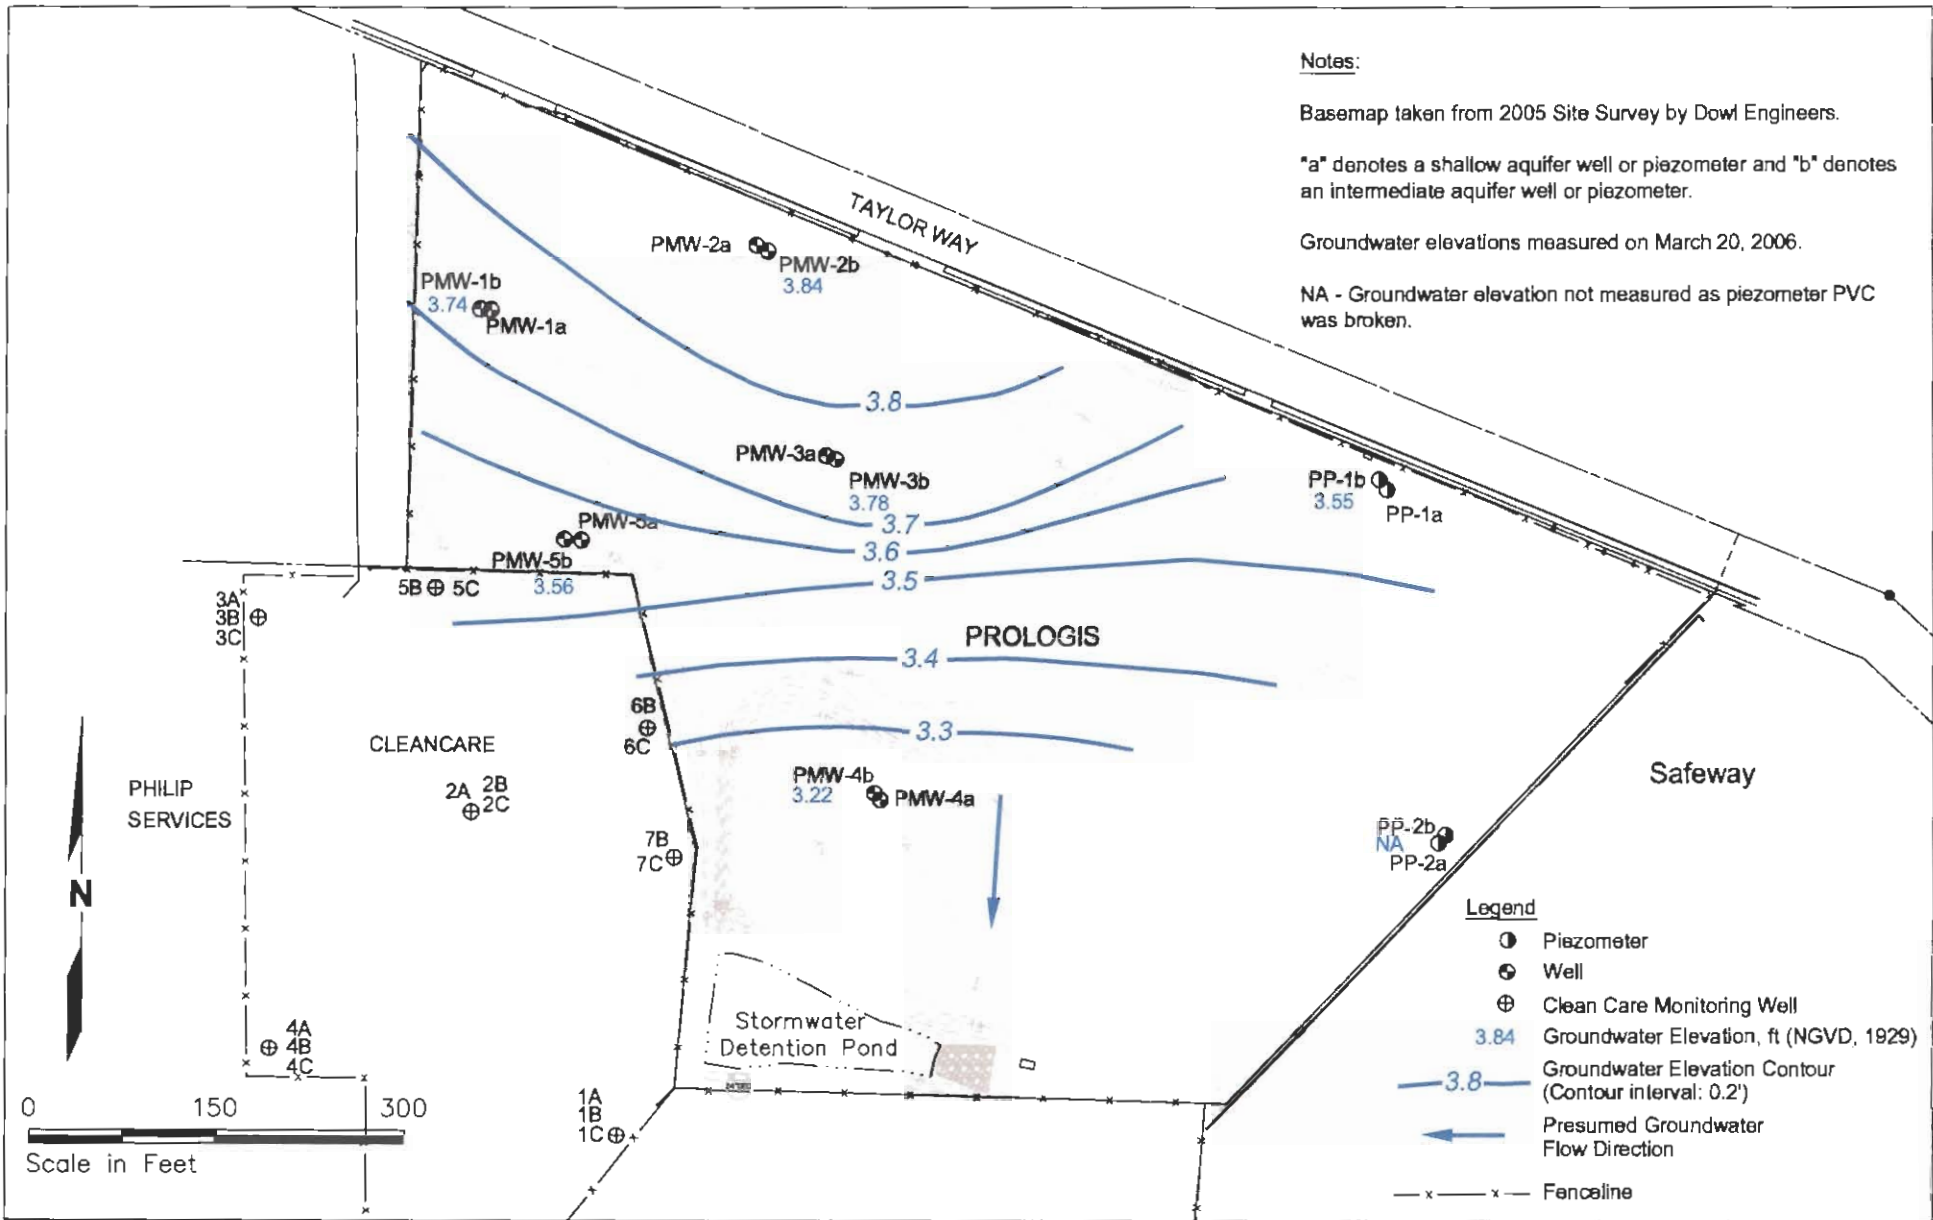 Notes:
Basemap taken from 2005 Site Survey by Dowl Engineers.
"a" denotes a shallow aquifer well or piezometer and "b" denotes
an intermediate aquifer well or piezometer.
Groundwater elevations measured on March 20, 2006.
NA - Groundwater elevation not measured as piezometer PVC
was broken.
TAYLOR WAY
PMW-2a
PMW-2b
3.84
PMW-1b
3.74
PMW-1a
3.8
PMW-3a
PMW-3b
3.78
3.7
3.6
3.5
PP-1b
3.55
PP-1a
PMW-5a
PMW-5b
3.56
5B
5C
3A
3B
3C
PROLOGIS
3.4
3.3
6B
6C
CLEANCARE
PHILIP
SERVICES
2A
2B
2C
7B
7C
PMW-4b
3.22
PMW-4a
Safeway
PP-2b
NA
PP-2a
N
4A
4B
4C
1A
1B
1C
Stormwater
Detention Pond
0 150 300
Scale in Feet
Legend
Piezometer
Well
Clean Care Monitoring Well
3.84 Groundwater Elevation, ft (NGVD, 1929)
3.8 Groundwater Elevation Contour
(Contour interval: 0.2')
Presumed Groundwater
Flow Direction
Fenceline